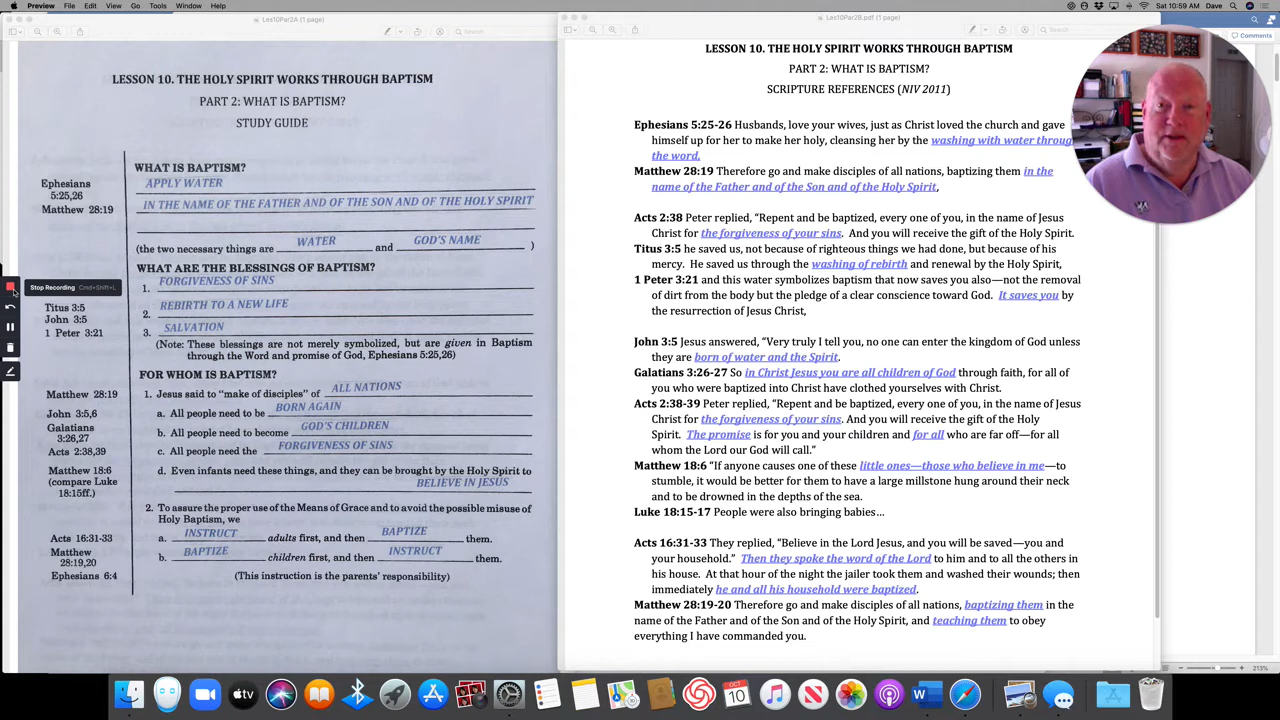 Preview File Edit View Go Tools Window Help
Sat 10:59 AM Dave
Les10Par2A (1 page)
Search
LESSON 10. THE HOLY SPIRIT WORKS THROUGH BAPTISM
PART 2: WHAT IS BAPTISM?
STUDY GUIDE
WHAT IS BAPTISM?
Ephesians
5:25,26
Matthew 28:19
APPLY WATER
IN THE NAME OF THE FATHER AND OF THE SON AND OF THE HOLY SPIRIT
(the two necessary things are WATER and GOD'S NAME )
WHAT ARE THE BLESSINGS OF BAPTISM?
1. FORGIVENESS OF SINS
Stop Recording Cmd+Shift+L
Titus 3:5
John 3:5
1 Peter 3:21
2. REBIRTH TO A NEW LIFE
3. SALVATION
(Note: These blessings are not merely symbolized, but are given in Baptism
through the Word and promise of God, Ephesians 5:25,26)
FOR WHOM IS BAPTISM?
Matthew 28:19
1. Jesus said to "make of disciples" of ALL NATIONS
John 3:5,6
a. All people need to be BORN AGAIN
Galatians
3:26,27
b. All people need to become GOD'S CHILDREN
Acts 2:38,39
c. All people need the FORGIVENESS OF SINS
Matthew 18:6
(compare Luke
18:15ff.)
d. Even infants need these things, and they can be brought by the Holy Spirit to
BELIEVE IN JESUS
2. To assure the proper use of the Means of Grace and to avoid the possible misuse of
Holy Baptism, we
Acts 16:31-33
a. INSTRUCT adults first, and then BAPTIZE them.
Matthew
28:19,20
b. BAPTIZE children first, and then INSTRUCT them.
Ephesians 6:4
(This instruction is the parents' responsibility)
Les10Par2B.pdf (1 page)
Search
Comments
LESSON 10. THE HOLY SPIRIT WORKS THROUGH BAPTISM
PART 2: WHAT IS BAPTISM?
SCRIPTURE REFERENCES (NIV 2011)
Ephesians 5:25-26 Husbands, love your wives, just as Christ loved the church and gave
himself up for her to make her holy, cleansing her by the washing with water throug
the word,
Matthew 28:19 Therefore go and make disciples of all nations, baptizing them in the
name of the Father and of the Son and of the Holy Spirit,
Acts 2:38 Peter replied, "Repent and be baptized, every one of you, in the name of Jesus
Christ for the forgiveness of your sins. And you will receive the gift of the Holy Spirit.
Titus 3:5 he saved us, not because of righteous things we had done, but because of his
mercy. He saved us through the washing of rebirth and renewal by the Holy Spirit,
1 Peter 3:21 and this water symbolizes baptism that now saves you also—not the removal
of dirt from the body but the pledge of a clear conscience toward God. It saves you by
the resurrection of Jesus Christ,
John 3:5 Jesus answered, "Very truly I tell you, no one can enter the kingdom of God unless
they are born of water and the Spirit.
Galatians 3:26-27 So in Christ Jesus you are all children of God through faith, for all of
you who were baptized into Christ have clothed yourselves with Christ.
Acts 2:38-39 Peter replied, "Repent and be baptized, every one of you, in the name of Jesus
Christ for the forgiveness of your sins. And you will receive the gift of the Holy
Spirit. The promise is for you and your children and for all who are far off—for all
whom the Lord our God will call."
Matthew 18:6 "If anyone causes one of these little ones—those who believe in me—to
stumble, it would be better for them to have a large millstone hung around their neck
and to be drowned in the depths of the sea.
Luke 18:15-17 People were also bringing babies…
Acts 16:31-33 They replied, "Believe in the Lord Jesus, and you will be saved—you and
your household." Then they spoke the word of the Lord to him and to all the others in
his house. At that hour of the night the jailer took them and washed their wounds; then
immediately he and all his household were baptized.
Matthew 28:19-20 Therefore go and make disciples of all nations, baptizing them in the
name of the Father and of the Son and of the Holy Spirit, and teaching them to obey
everything I have commanded you.
213%
tv
OCT
10